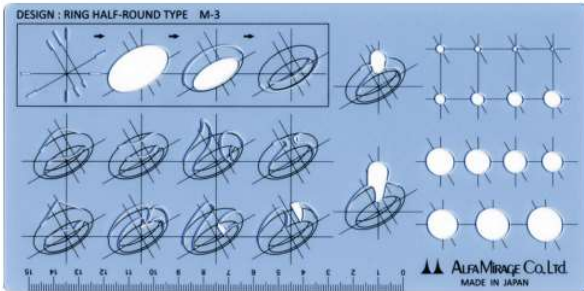 DESIGN : RING HALF-ROUND TYPE M-3
15 14 13 12 11 10 9 8 7 6 5 4 3 2 1 0
ALFAMIRAGE CO.,LTD.
MADE IN JAPAN